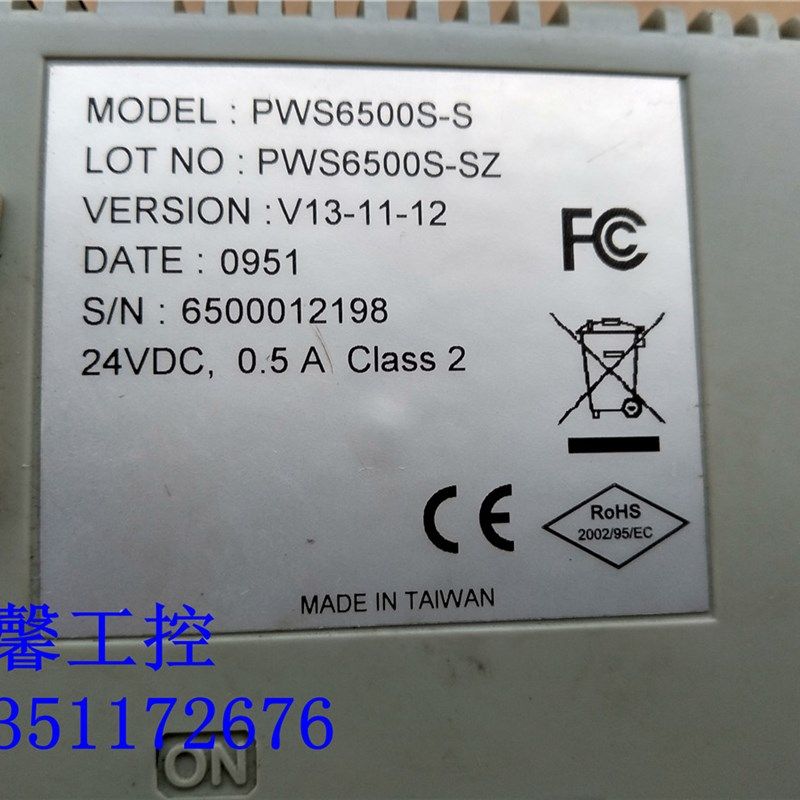 MODEL : PWS6500S-S
LOT NO : PWS6500S-SZ
VERSION : V13-11-12
DATE : 0951
S/N : 6500012198
24VDC, 0.5 A Class 2
FC
CE
RoHS
2002/95/EC
MADE IN TAIWAN
馨工控
351172676
ON